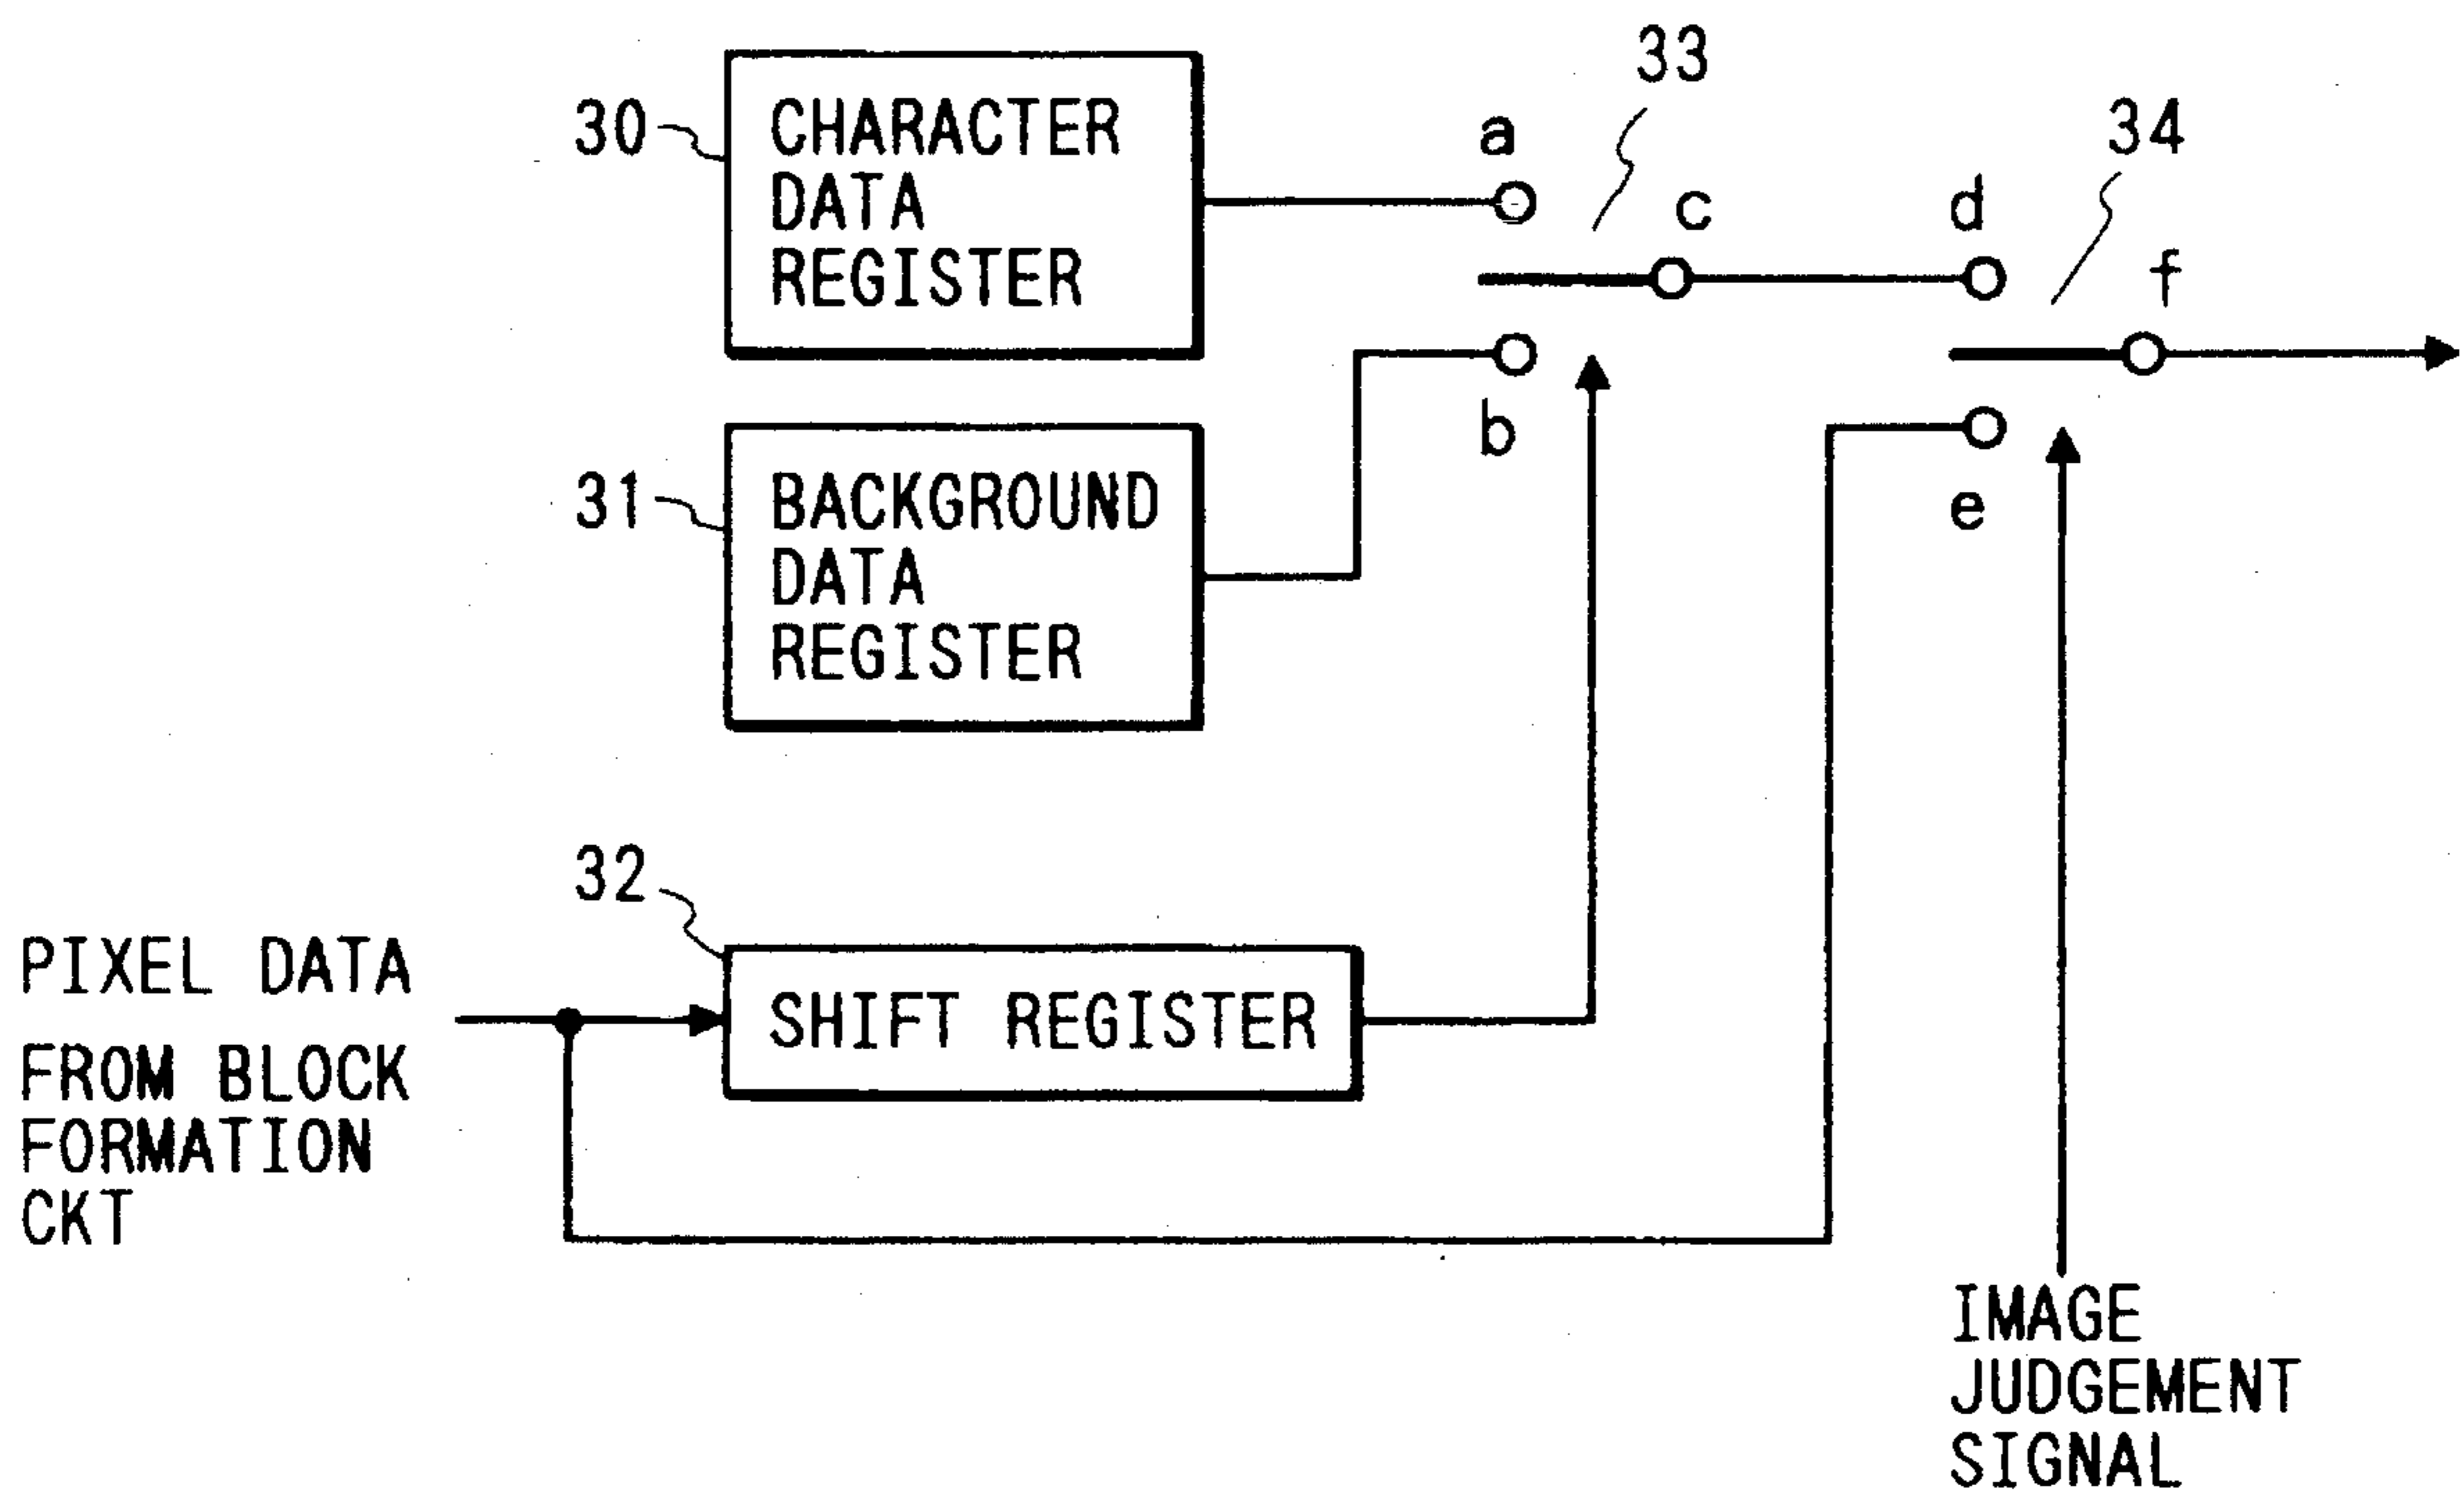 33
30
CHARACTER
DATA
REGISTER
a
c
d
34
f
b
31
BACKGROUND
DATA
REGISTER
e
32
SHIFT REGISTER
PIXEL DATA
FROM BLOCK
FORMATION
CKT
IMAGE
JUDGEMENT
SIGNAL